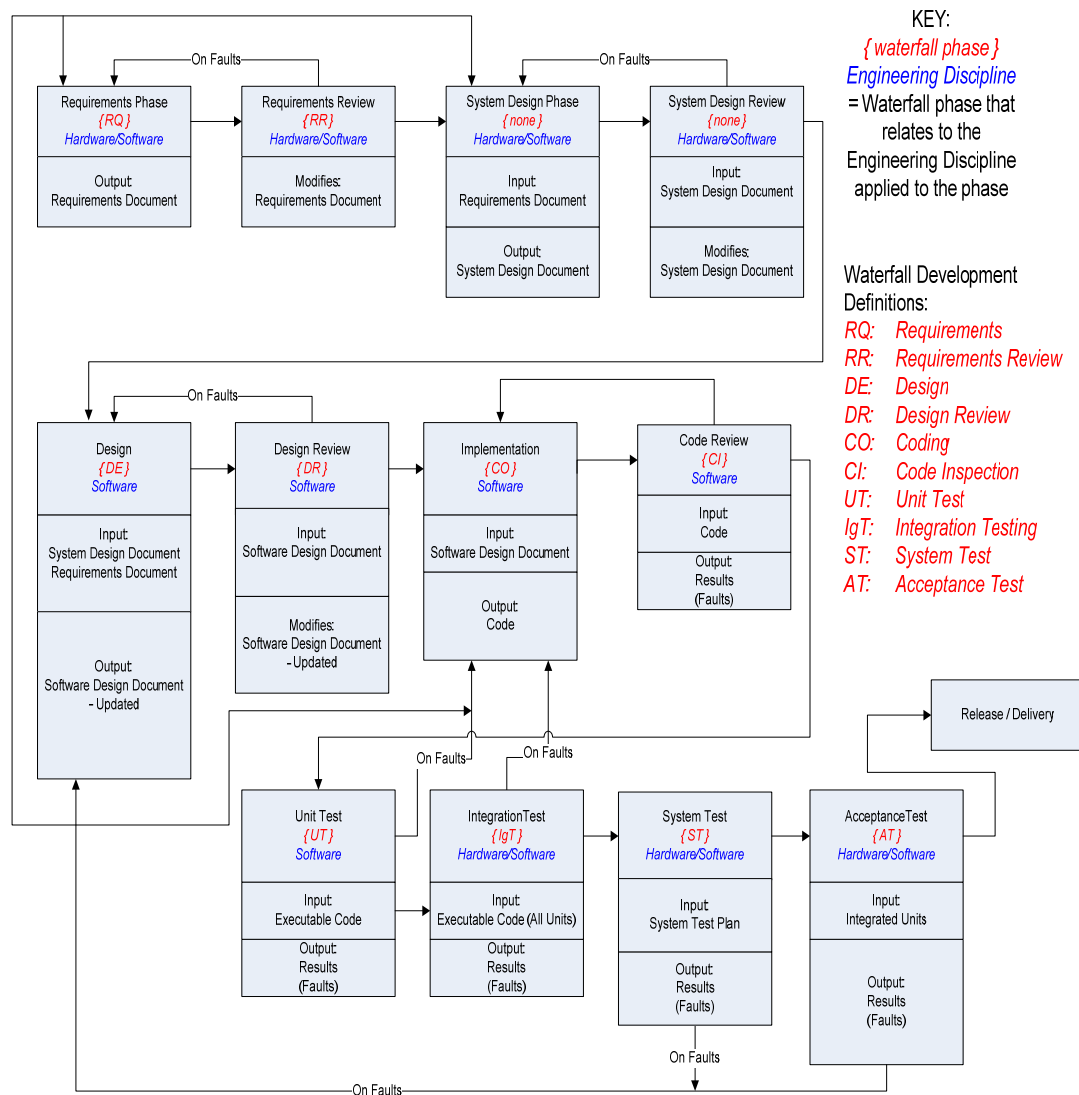 KEY:
{ waterfall phase }
Engineering Discipline
= Waterfall phase that
relates to the
Engineering Discipline
applied to the phase
On Faults
On Faults
Requirements Phase
{ RQ }
Hardware/Software
Output:
Requirements Document
Requirements Review
{ RR }
Hardware/Software
Modifies:
Requirements Document
System Design Phase
{ none }
Hardware/Software
Input:
Requirements Document
Output:
System Design Document
System Design Review
{ none }
Hardware/Software
Input:
System Design Document
Modifies:
System Design Document
Waterfall Development
Definitions:
RQ: Requirements
RR: Requirements Review
DE: Design
DR: Design Review
CO: Coding
CI: Code Inspection
UT: Unit Test
IgT: Integration Testing
ST: System Test
AT: Acceptance Test
On Faults
Design
{ DE }
Software
Input:
System Design Document
Requirements Document
Output:
Software Design Document
- Updated
Design Review
{ DR }
Software
Input:
Software Design Document
Modifies:
Software Design Document
- Updated
Implementation
{ CO }
Software
Input:
Software Design Document
Output:
Code
Code Review
{ CI }
Software
Input:
Code
Output:
Results
(Faults)
Release / Delivery
On Faults
On Faults
Unit Test
{ UT }
Software
Input:
Executable Code
Output:
Results
(Faults)
IntegrationTest
{ IgT }
Hardware/Software
Input:
Executable Code (All Units)
Output:
Results
(Faults)
System Test
{ ST }
Hardware/Software
Input:
System Test Plan
Output:
Results
(Faults)
AcceptanceTest
{ AT }
Hardware/Software
Input:
Integrated Units
Output:
Results
(Faults)
On Faults
On Faults